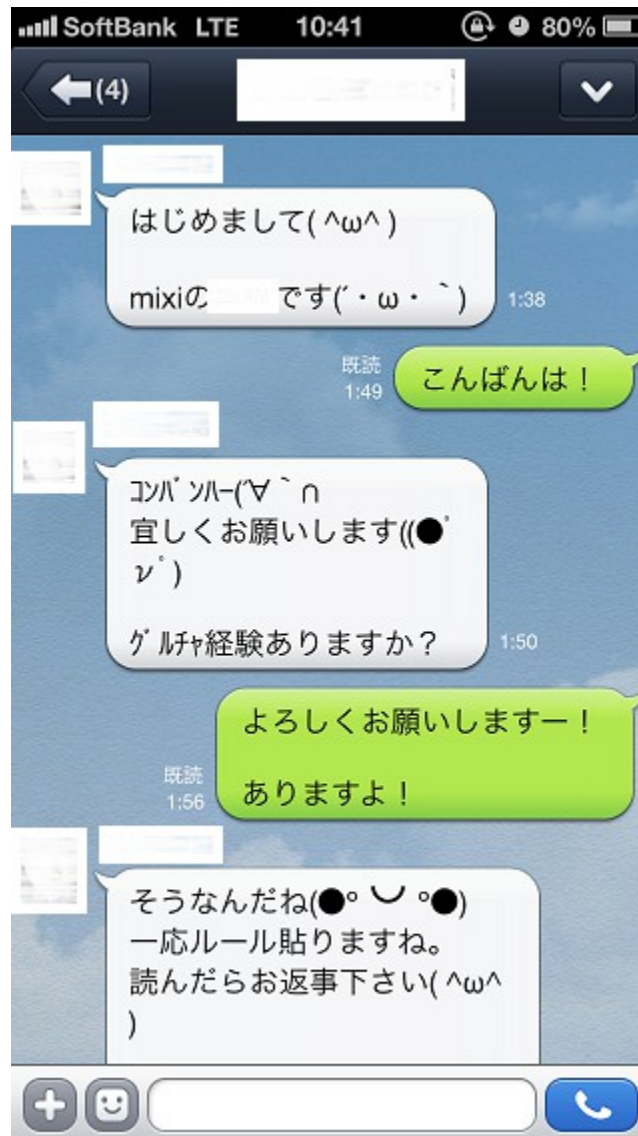 SoftBank LTE 10:41 80%
(4)
はじめまして( ^ω^ )
mixiの です(´・ω・｀)
1:38
既読
1:49
こんばんは！
ｺﾝﾊﾞﾝﾊｰ(´∀｀∩
宜しくお願いします((●ﾟ
νﾟ)
ｸﾞﾙﾁｬ経験ありますか？
1:50
よろしくお願いしますー！
ありますよ！
既読
1:56
そうなんだね(●° ᴗ °●)
一応ルール貼りますね。
読んだらお返事下さい( ^ω^
)